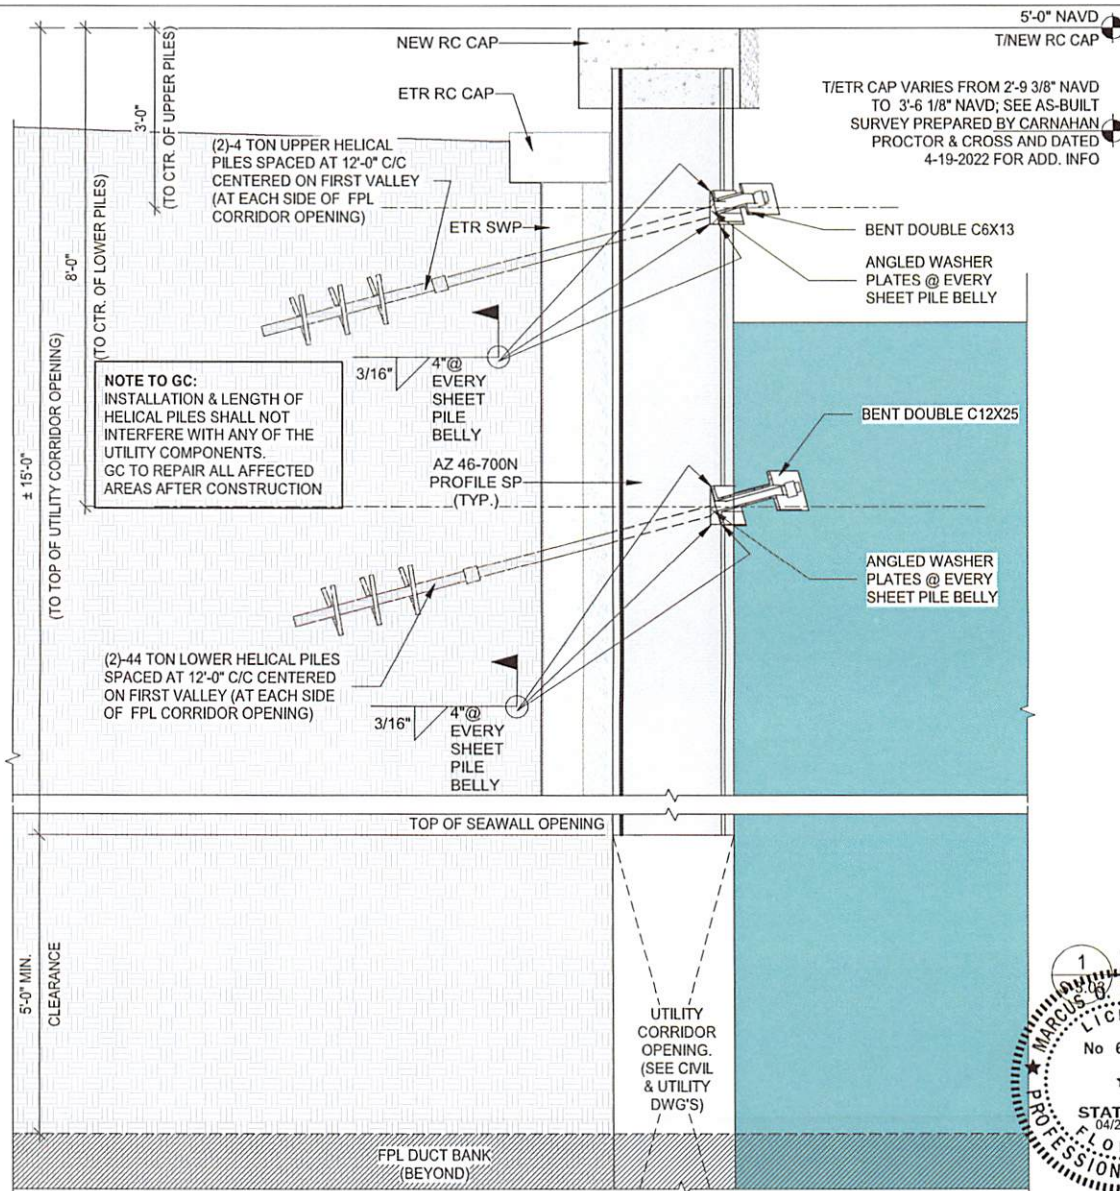 5'-0" NAVD
T/NEW RC CAP
NEW RC CAP
ETR RC CAP
T/ETR CAP VARIES FROM 2'-9 3/8" NAVD
TO 3'-6 1/8" NAVD; SEE AS-BUILT
SURVEY PREPARED BY CARNAHAN
PROCTOR & CROSS AND DATED
4-19-2022 FOR ADD. INFO
3'-0"
(TO CTR. OF UPPER PILES)
8'-0"
(TO CTR. OF LOWER PILES)
± 15'-0"
(TO TOP OF UTILITY CORRIDOR OPENING)
(2)-4 TON UPPER HELICAL
PILES SPACED AT 12'-0" C/C
CENTERED ON FIRST VALLEY
(AT EACH SIDE OF FPL
CORRIDOR OPENING)
ETR SWP
BENT DOUBLE C6X13
ANGLED WASHER
PLATES @ EVERY
SHEET PILE BELLY
3/16"
4"@
EVERY
SHEET
PILE
BELLY
NOTE TO GC:
INSTALLATION & LENGTH OF
HELICAL PILES SHALL NOT
INTERFERE WITH ANY OF THE
UTILITY COMPONENTS.
GC TO REPAIR ALL AFFECTED
AREAS AFTER CONSTRUCTION
AZ 46-700N
PROFILE SP
(TYP.)
BENT DOUBLE C12X25
ANGLED WASHER
PLATES @ EVERY
SHEET PILE BELLY
(2)-44 TON LOWER HELICAL PILES
SPACED AT 12'-0" C/C CENTERED
ON FIRST VALLEY (AT EACH SIDE
OF FPL CORRIDOR OPENING)
3/16"
4"@
EVERY
SHEET
PILE
BELLY
TOP OF SEAWALL OPENING
5'-0" MIN.
CLEARANCE
UTILITY
CORRIDOR
OPENING.
(SEE CIVIL
& UTILITY
DWG'S)
FPL DUCT BANK
(BEYOND)
1
MARCUS O.
No 6